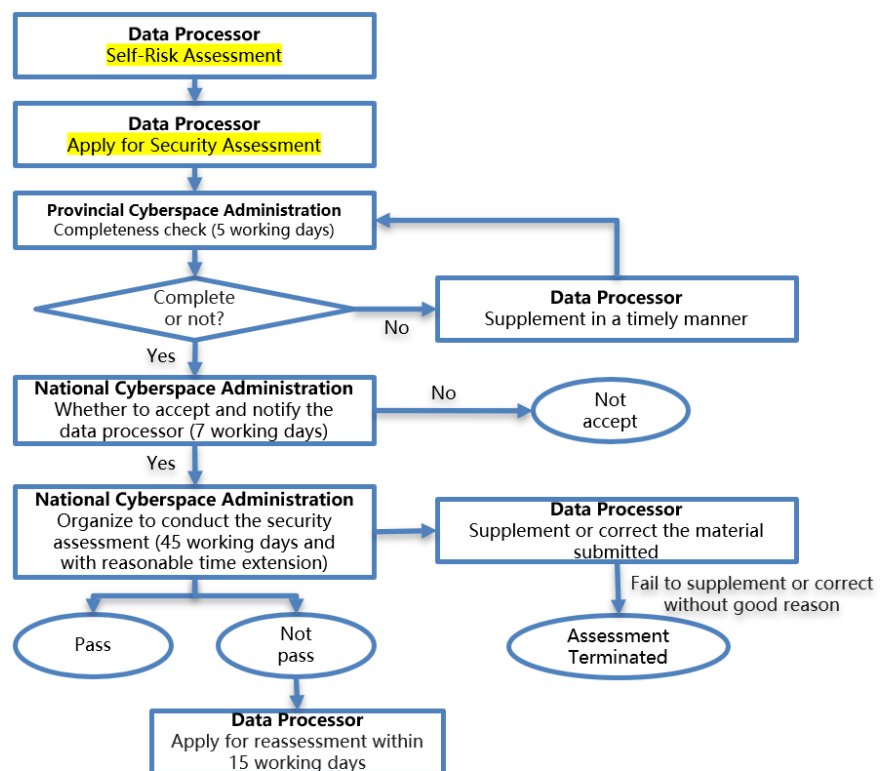 Data Processor
Self-Risk Assessment
Data Processor
Apply for Security Assessment
Provincial Cyberspace Administration
Completeness check (5 working days)
Complete
or not?
No
Data Processor
Supplement in a timely manner
Yes
National Cyberspace Administration
Whether to accept and notify the
data processor (7 working days)
No
Not
accept
Yes
National Cyberspace Administration
Organize to conduct the security
assessment (45 working days and
with reasonable time extension)
Data Processor
Supplement or correct the material
submitted
Fail to supplement or correct
without good reason
Pass
Not
pass
Assessment
Terminated
Data Processor
Apply for reassessment within
15 working days